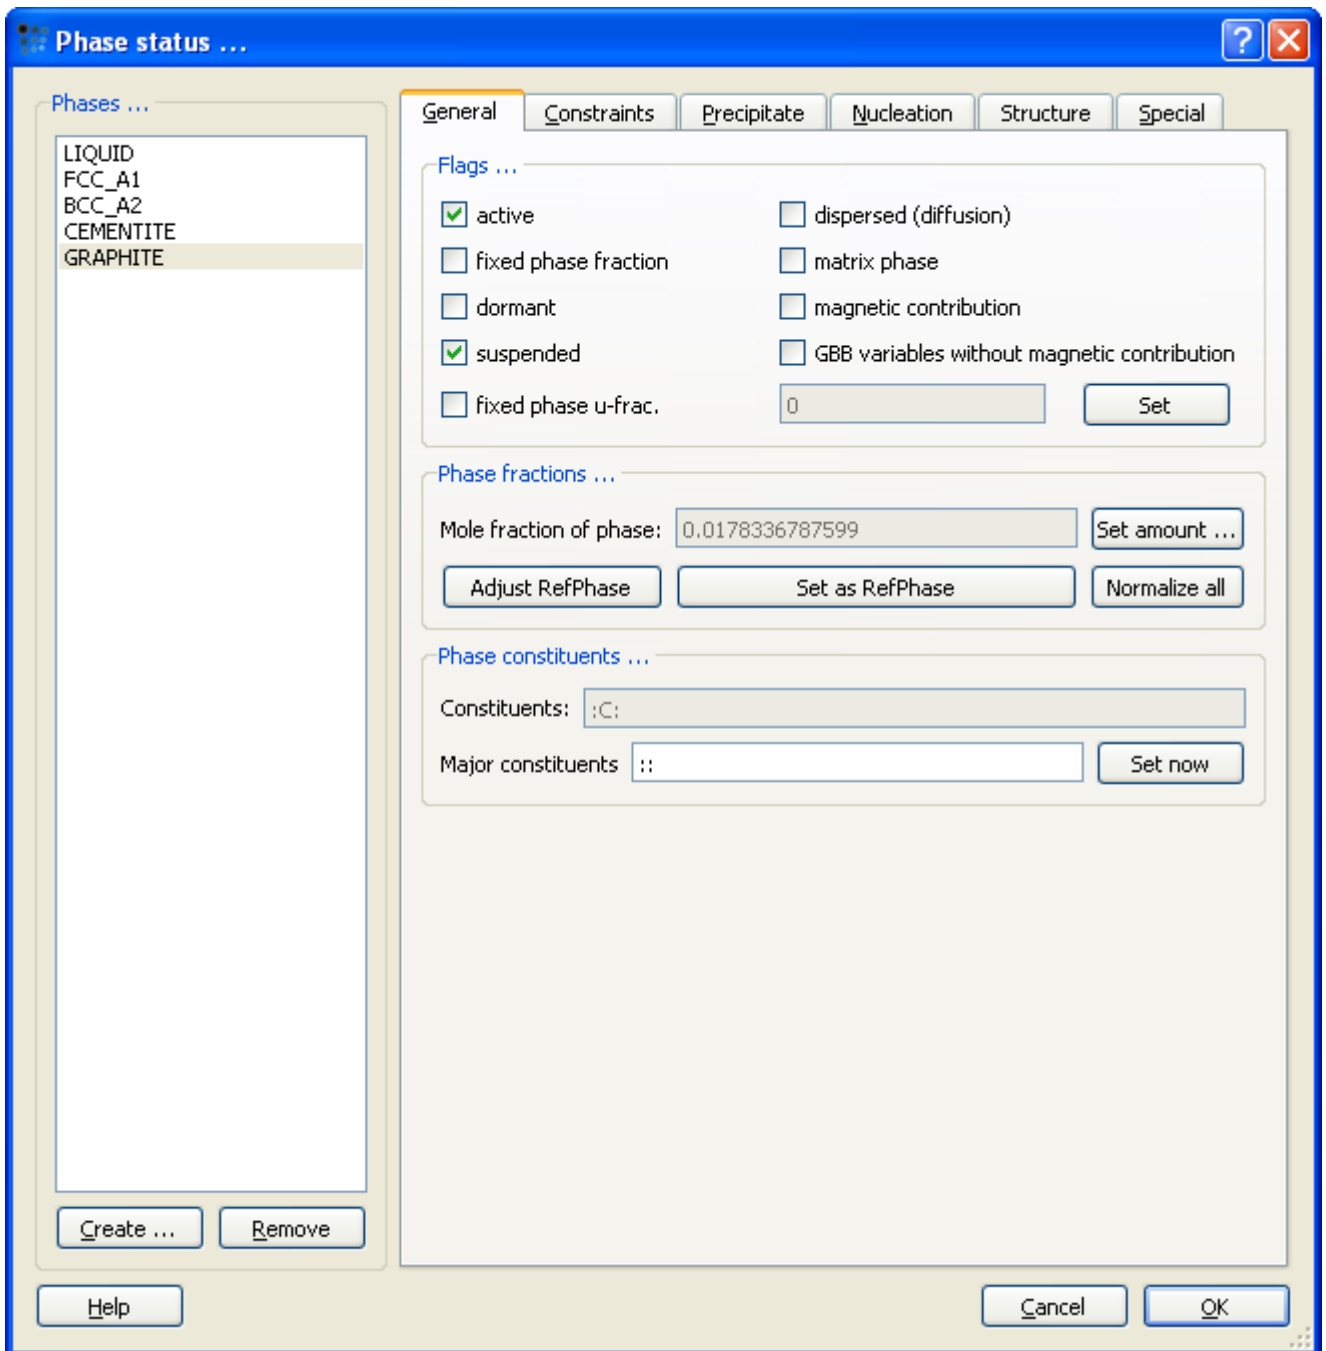 Phase status ...
?
Phases ...
LIQUID
FCC_A1
BCC_A2
CEMENTITE
GRAPHITE
Create ...
Remove
General
Constraints
Precipitate
Nucleation
Structure
Special
Flags ...
active
dispersed (diffusion)
fixed phase fraction
matrix phase
dormant
magnetic contribution
suspended
GBB variables without magnetic contribution
fixed phase u-frac.
0
Set
Phase fractions ...
Mole fraction of phase:
0.0178336787599
Set amount ...
Adjust RefPhase
Set as RefPhase
Normalize all
Phase constituents ...
Constituents:
:C:
Major constituents
::
Set now
Help
Cancel
OK